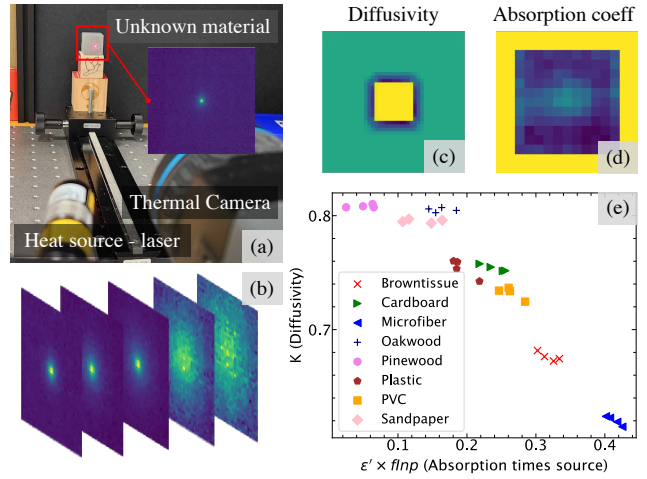 Unknown material
Thermal Camera
Heat source - laser
(a)
(b)
Diffusivity
(c)
Absorption coeff
(d)
(e)
K (Diffusivity)
0.8
0.7
Browntissue
Cardboard
Microfiber
Oakwood
Pinewood
Plastic
PVC
Sandpaper
0.1 0.2 0.3 0.4
ε′ × fInp (Absorption times source)